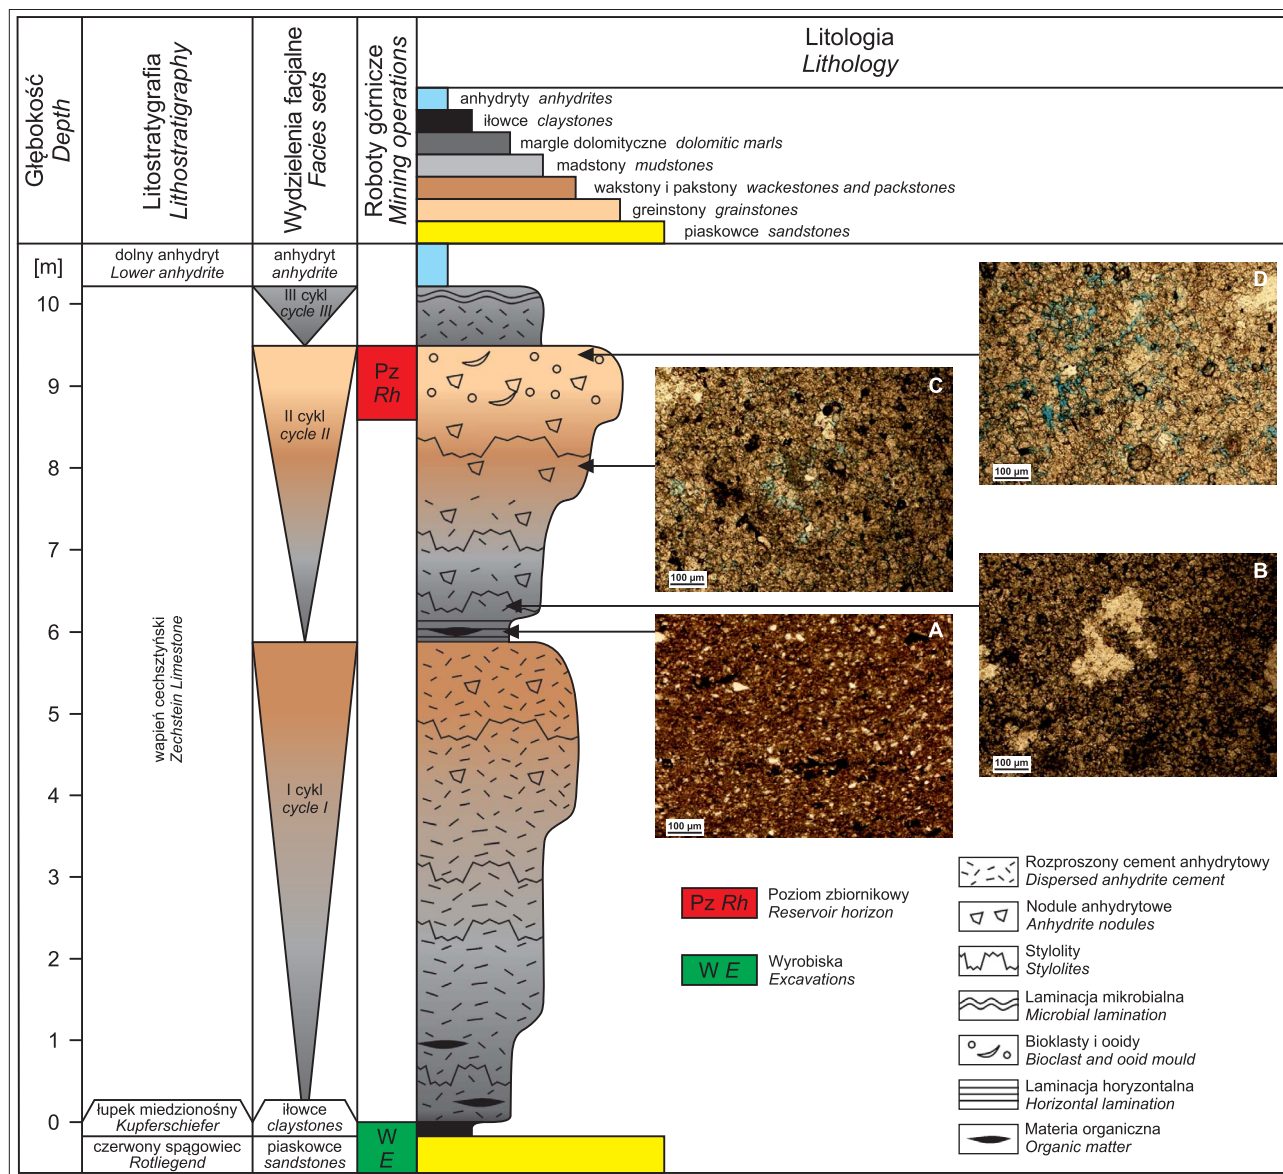 Głębokość
Depth
Litostratygrafia
Lithostratigraphy
Wydzielenia facjalne
Facies sets
Roboty górnicze
Mining operations
Litologia
Lithology
anhydryty anhydrites
iłowce claystones
margle dolomityczne dolomitic marls
madstony mudstones
wakstony i pakstony wackestones and packstones
greinstony grainstones
piaskowce sandstones
[m]
dolny anhydryt
Lower anhydrite
anhydryt
anhydrite
10
9
8
7
6
5
4
3
2
1
0
wapień cechsztyński
Zechstein Limestone
III cykl
cycle III
II cykl
cycle II
I cykl
cycle I
Pz
Rh
D
100 µm
C
100 µm
B
100 µm
A
100 µm
łupek miedzionośny
Kupferschiefer
iłowce
claystones
czerwony spągowiec
Rotliegend
piaskowce
sandstones
W
E
Pz Rh
Poziom zbiornikowy
Reservoir horizon
W E
Wyrobiska
Excavations
Rozproszony cement anhydrytowy
Dispersed anhydrite cement
Nodule anhydrytowe
Anhydrite nodules
Stylolity
Stylolites
Laminacja mikrobialna
Microbial lamination
Bioklasty i ooidy
Bioclast and ooid mould
Laminacja horyzontalna
Horizontal lamination
Materia organiczna
Organic matter